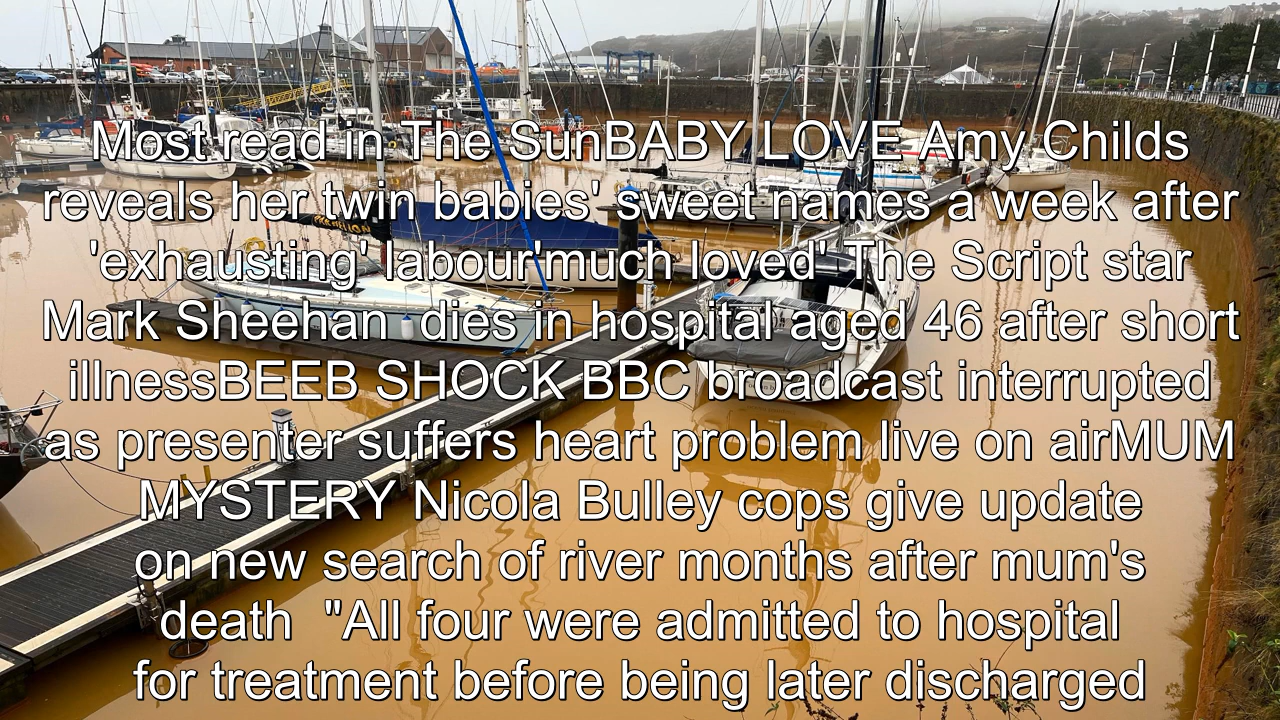 Most read in The SunBABY LOVE Amy Childs
reveals her twin babies' sweet names a week after
'exhausting' labour'much loved' The Script star
Mark Sheehan  dies in hospital aged 46 after short
illnessBEEB SHOCK BBC broadcast interrupted
as presenter suffers heart problem live on airMUM
MYSTERY Nicola Bulley cops give update
on new search of river months after mum's
death  "All four were admitted to hospital
for treatment before being later discharged